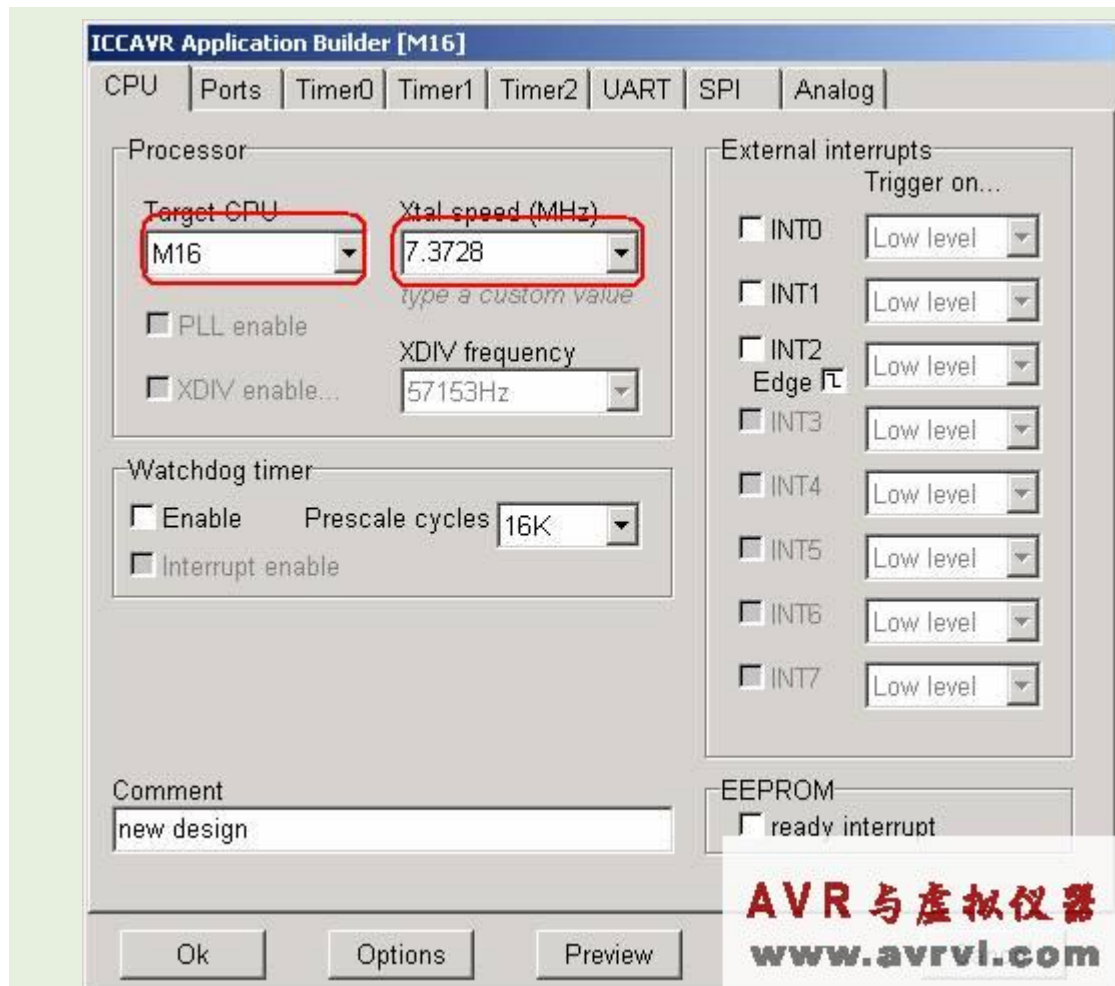 ICCAVR Application Builder [M16]
CPU Ports Timer0 Timer1 Timer2 UART SPI Analog
Processor
Target CPU
M16
Xtal speed (MHz)
7.3728
type a custom value
PLL enable
XDIV enable...
XDIV frequency
57153Hz
Watchdog timer
Enable
Prescale cycles
16K
Interrupt enable
External interrupts
Trigger on...
INT0 Low level
INT1 Low level
INT2 Low level
Edge
INT3 Low level
INT4 Low level
INT5 Low level
INT6 Low level
INT7 Low level
Comment
new design
EEPROM
ready interrupt
Ok Options Preview
AVR与虚拟仪器
www.avrvi.com